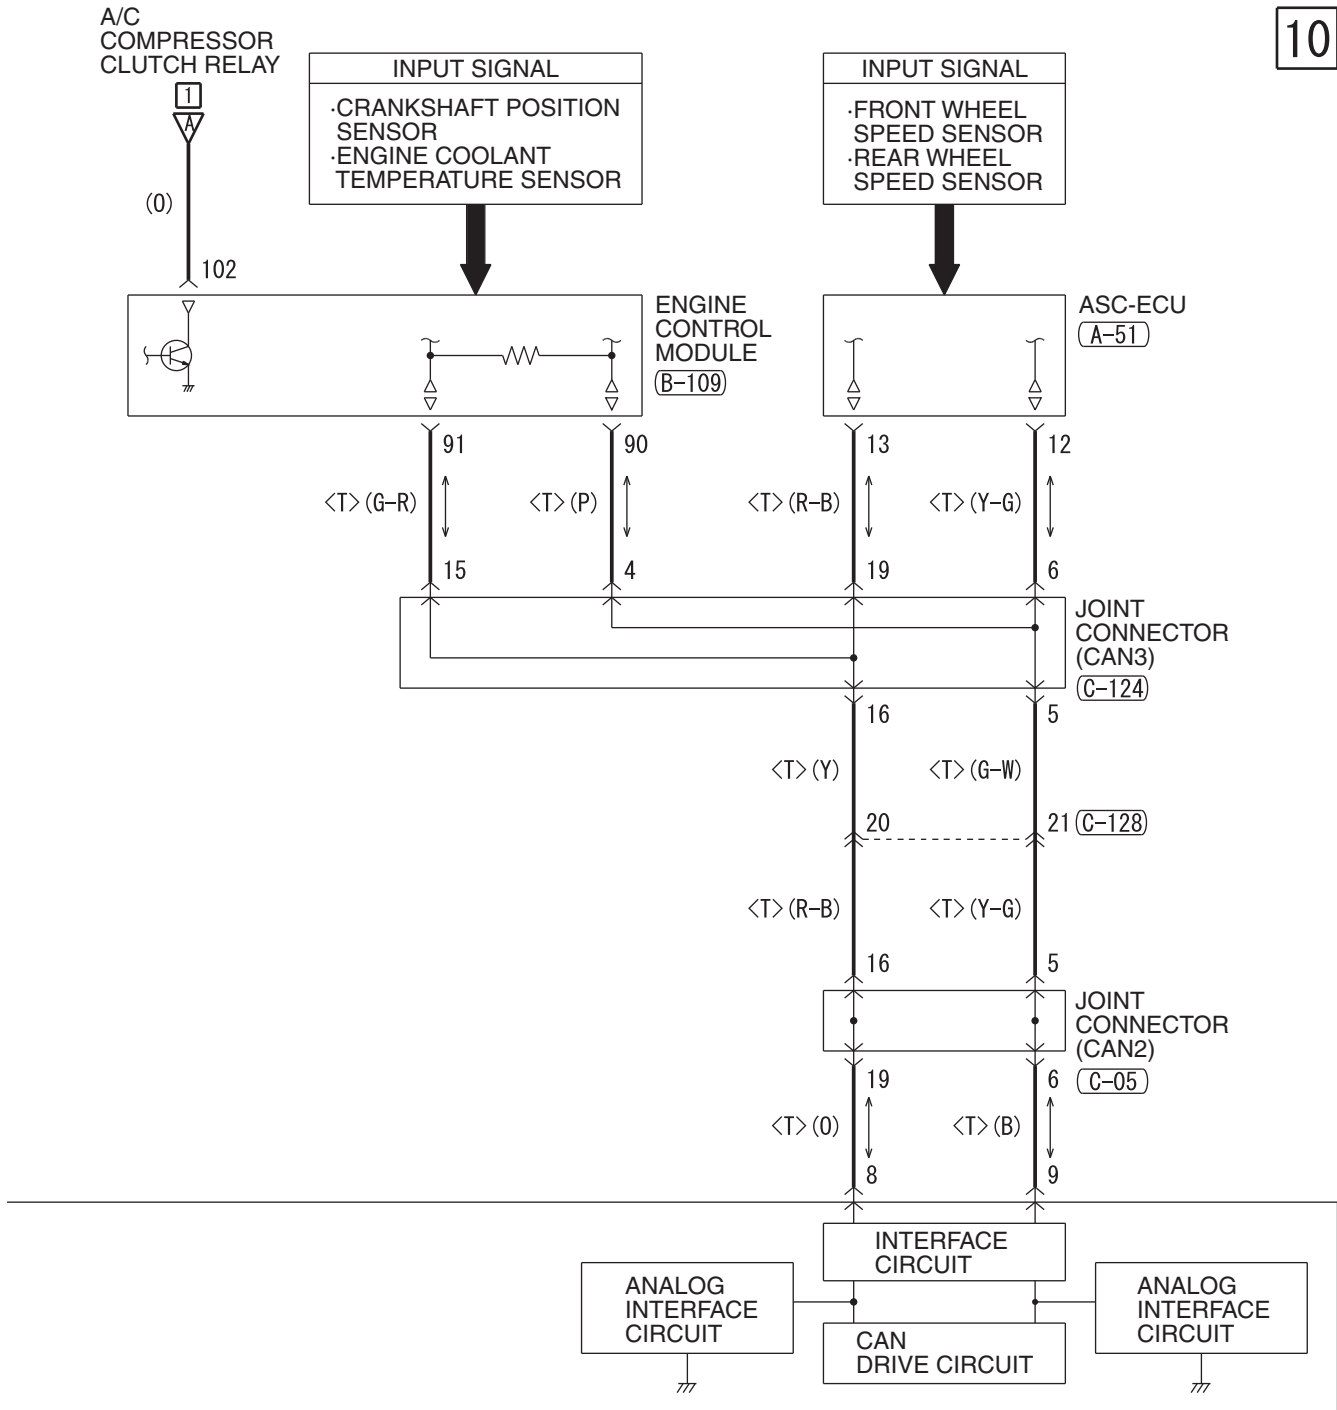 A/C
COMPRESSOR
CLUTCH RELAY
10
1
A
INPUT SIGNAL
·CRANKSHAFT POSITION
SENSOR
·ENGINE COOLANT
TEMPERATURE SENSOR
INPUT SIGNAL
·FRONT WHEEL
SPEED SENSOR
·REAR WHEEL
SPEED SENSOR
(O)
102
ENGINE
CONTROL
MODULE
(B-109)
ASC-ECU
(A-51)
91
90
13
12
<T>(G-R)
<T>(P)
<T>(R-B)
<T>(Y-G)
15
4
19
6
JOINT
CONNECTOR
(CAN3)
(C-124)
16
5
<T>(Y)
<T>(G-W)
20
21 (C-128)
<T>(R-B)
<T>(Y-G)
16
5
JOINT
CONNECTOR
(CAN2)
(C-05)
19
6
<T>(O)
<T>(B)
8
9
INTERFACE
CIRCUIT
ANALOG
INTERFACE
CIRCUIT
CAN
DRIVE CIRCUIT
ANALOG
INTERFACE
CIRCUIT